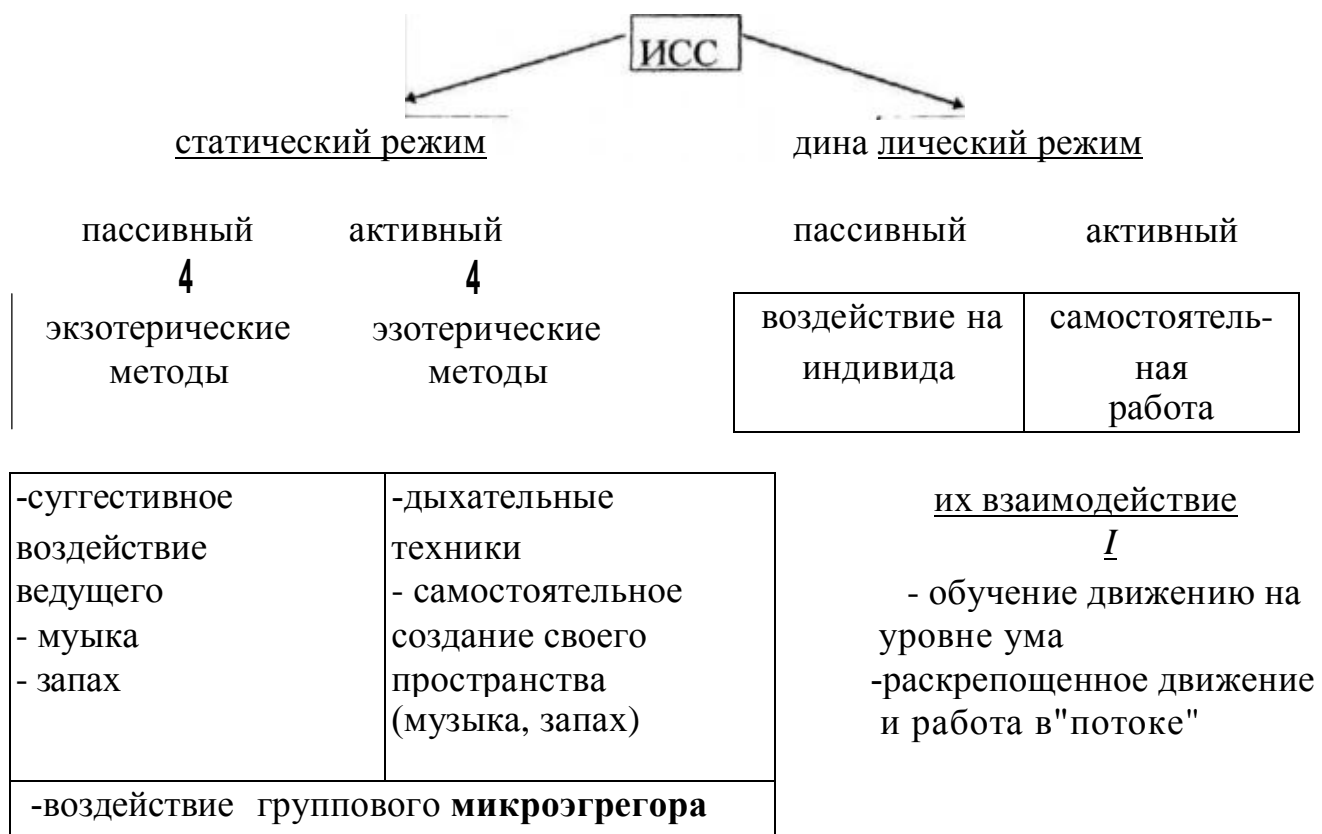 ИСС
статический режим
дина лический режим
пассивный активный
пассивный активный
4 4
экзотерические
методы
эзотерические
методы
воздействие на
индивида
самостоятель-
ная
работа
-суггестивное
воздействие
ведущего
- муыка
- запах
-дыхательные
техники
- самостоятельное
создание своего
пространства
(музыка, запах)
-воздействие группового микроэгрегора
их взаимодействие
I
- обучение движению на
уровне ума
-раскрепощенное движение
и работа в"потоке"